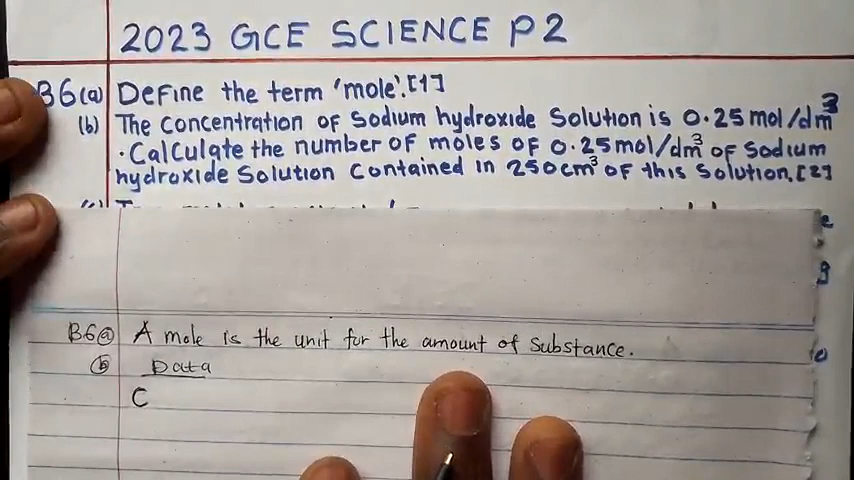 2023 GCE SCIENCE P2
B6(a) Define the term 'mole'.[1]
(b) The Concentration of Sodium hydroxide Solution is 0.25 mol/dm³
.Calculate the number of moles of 0.25mol/dm³ of Sodium
hydroxide Solution Contained in 250cm³ of this Solution.[2]
B6(a) A mole is the unit for the amount of Substance.
(b) Data
C